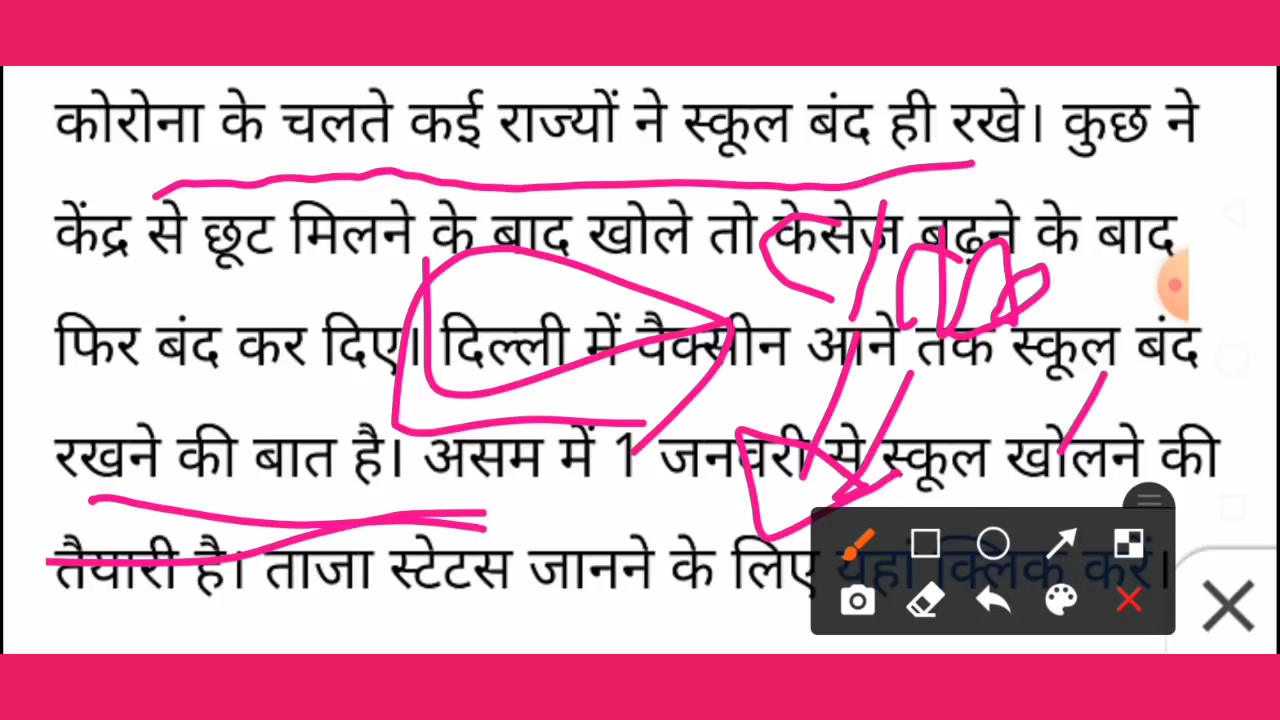 कोरोना के चलते कई राज्यों ने स्कूल बंद ही रखे। कुछ ने
केंद्र से छूट मिलने के बाद खोले तो केसेज बढ़ने के बाद
फिर बंद कर दिए। दिल्ली में वैक्सीन आने तक स्कूल बंद
रखने की बात है। असम में 1 जनवरी से स्कूल खोलने की
तैयारी है। ताजा स्टेटस जानने के लिए यहां क्लिक करें।